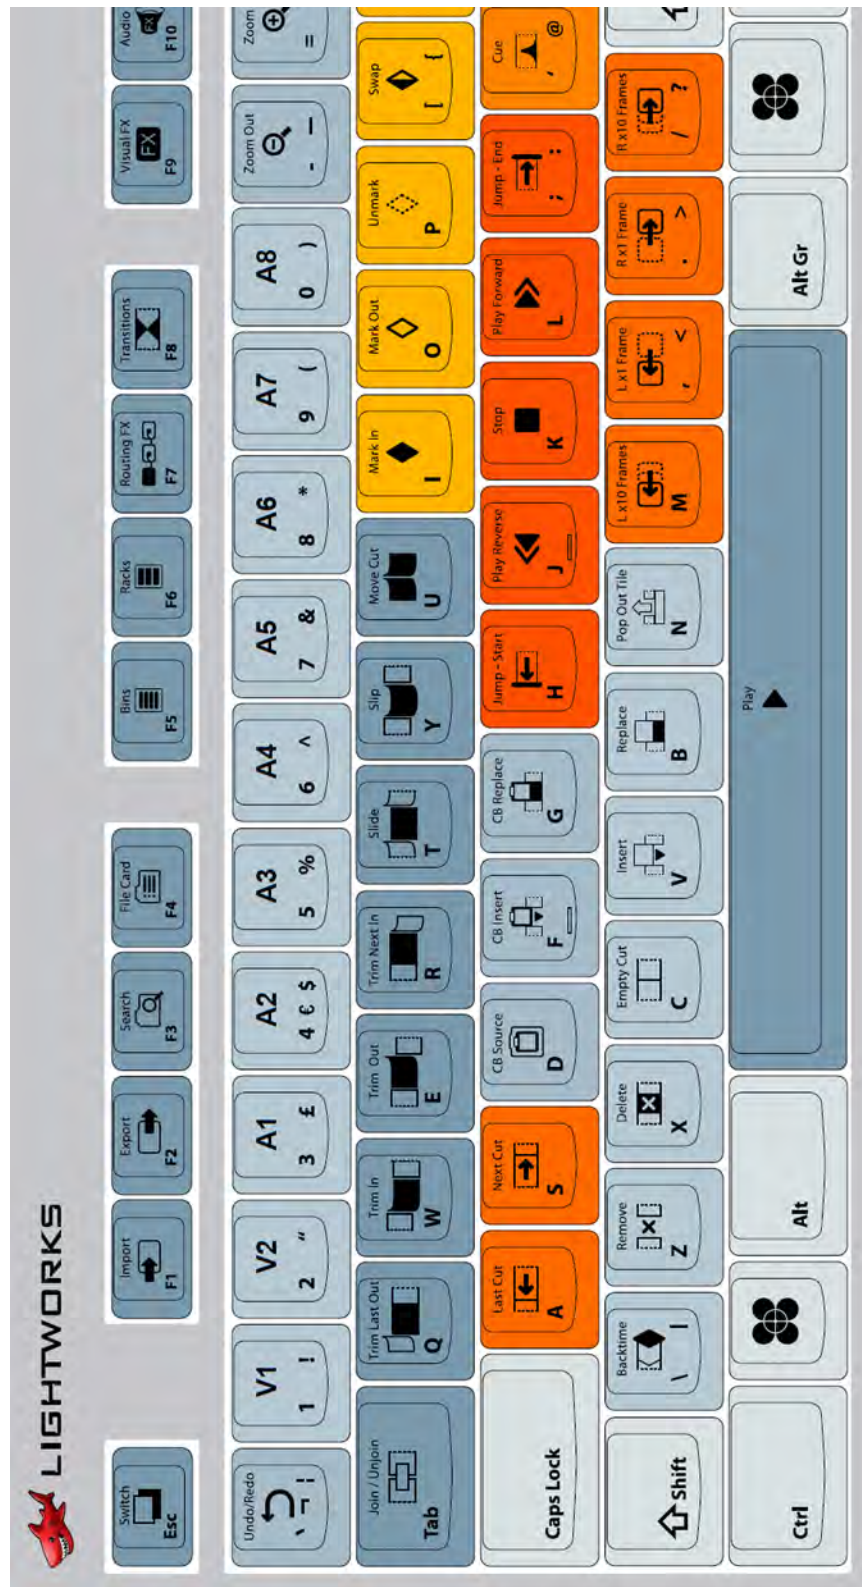 LIGHTWORKS
Switch
Esc
Import
F1
Export
F2
Search
F3
File Card
F4
Bins
F5
Racks
F6
Routing FX
F7
Transitions
F8
Visual FX
FX
F9
Audio
FX
F10
Undo/Redo
` ¬ ¦
V1
1 !
V2
2 "
A1
3 £
A2
4 € $
A3
5 %
A4
6 ^
A5
7 &
A6
8 *
A7
9 (
A8
0 )
Zoom Out
- _
Zoom
=
Join / Unjoin
Tab
Trim Last Out
Q
Trim In
W
Trim Out
E
Trim Next In
R
Slide
T
Slip
Y
Move Cut
U
Mark In
I
Mark Out
O
Unmark
P
Swap
[ {
Caps Lock
Last Cut
A
Next Cut
S
CB Source
D
CB Insert
F
CB Replace
G
Jump - Start
H
Play Reverse
J
Stop
K
Play Forward
L
Jump - End
; :
Cue
' @
Shift
Backtime
\ |
Remove
Z
Delete
X
Empty Cut
C
Insert
V
Replace
B
Pop Out Tile
N
L x10 Frames
M
L x1 Frame
, <
R x1 Frame
. >
R x10 Frames
/ ?
Ctrl
Alt
Play
Alt Gr